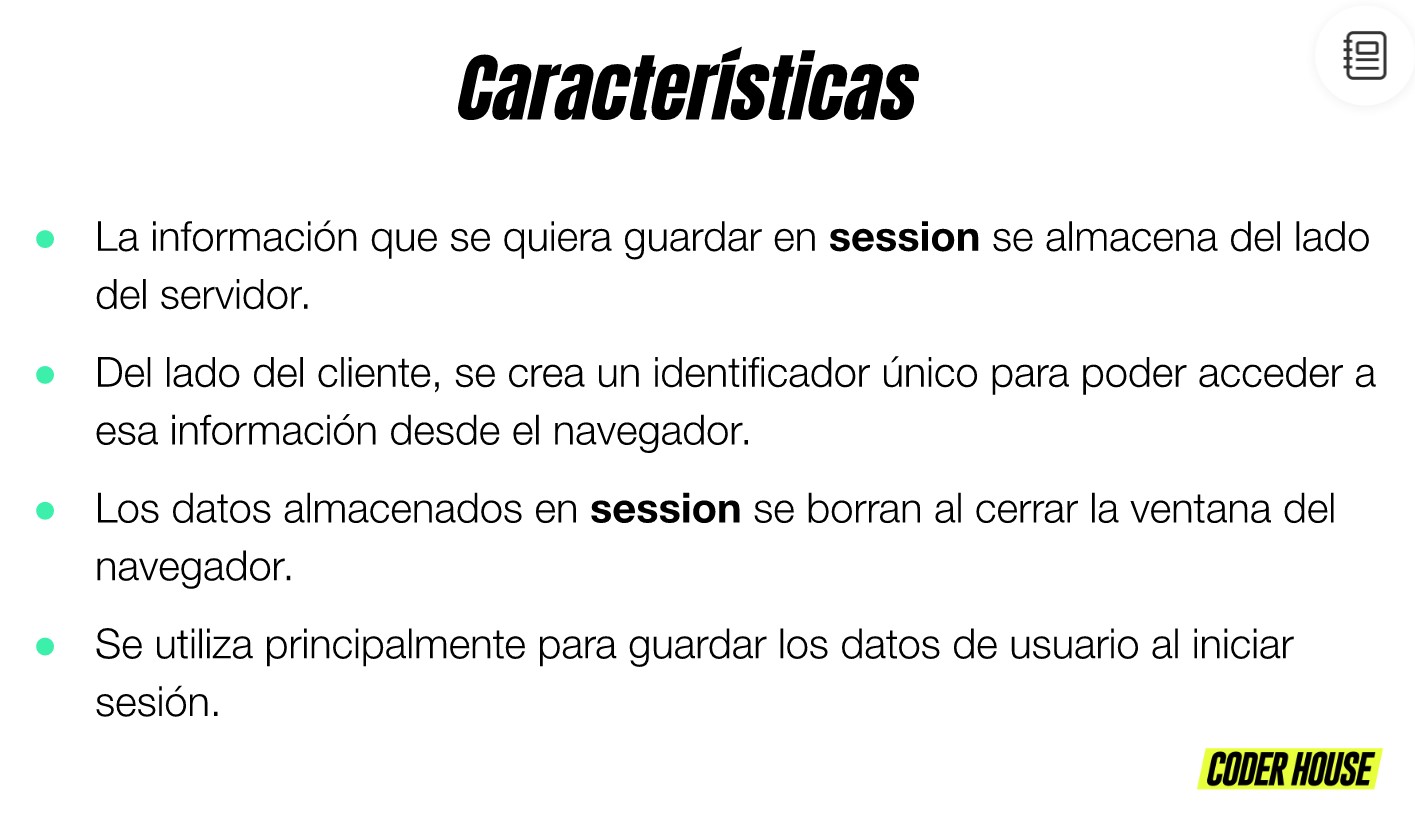 Características
La información que se quiera guardar en session se almacena del lado
del servidor.
Del lado del cliente, se crea un identificador único para poder acceder a
esa información desde el navegador.
Los datos almacenados en session se borran al cerrar la ventana del
navegador.
Se utiliza principalmente para guardar los datos de usuario al iniciar
sesión.
CODER HOUSE